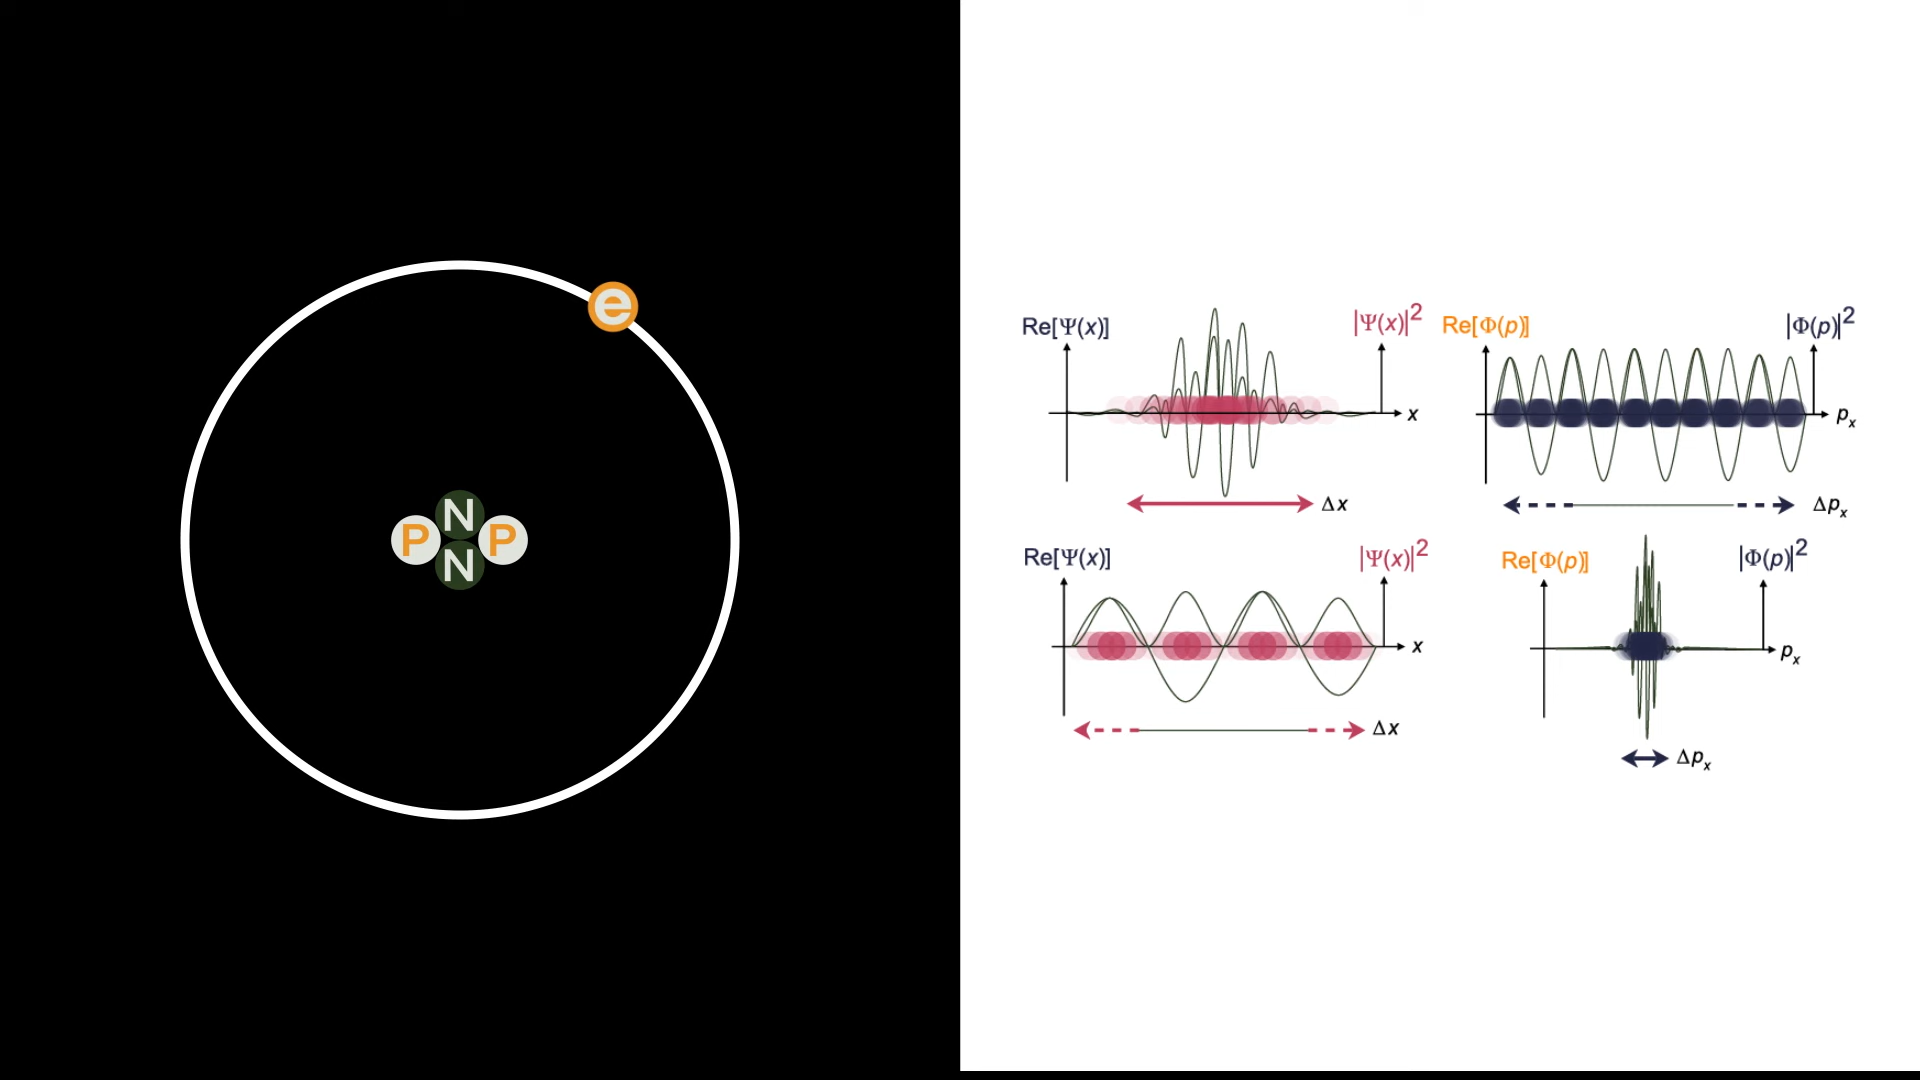 e
N
P P
N
Re[Ψ(x)] |Ψ(x)|² Re[Φ(p)] |Φ(p)|²
x pₓ
Δx Δpₓ
Re[Ψ(x)] |Ψ(x)|² Re[Φ(p)] |Φ(p)|²
x pₓ
Δx Δpₓ